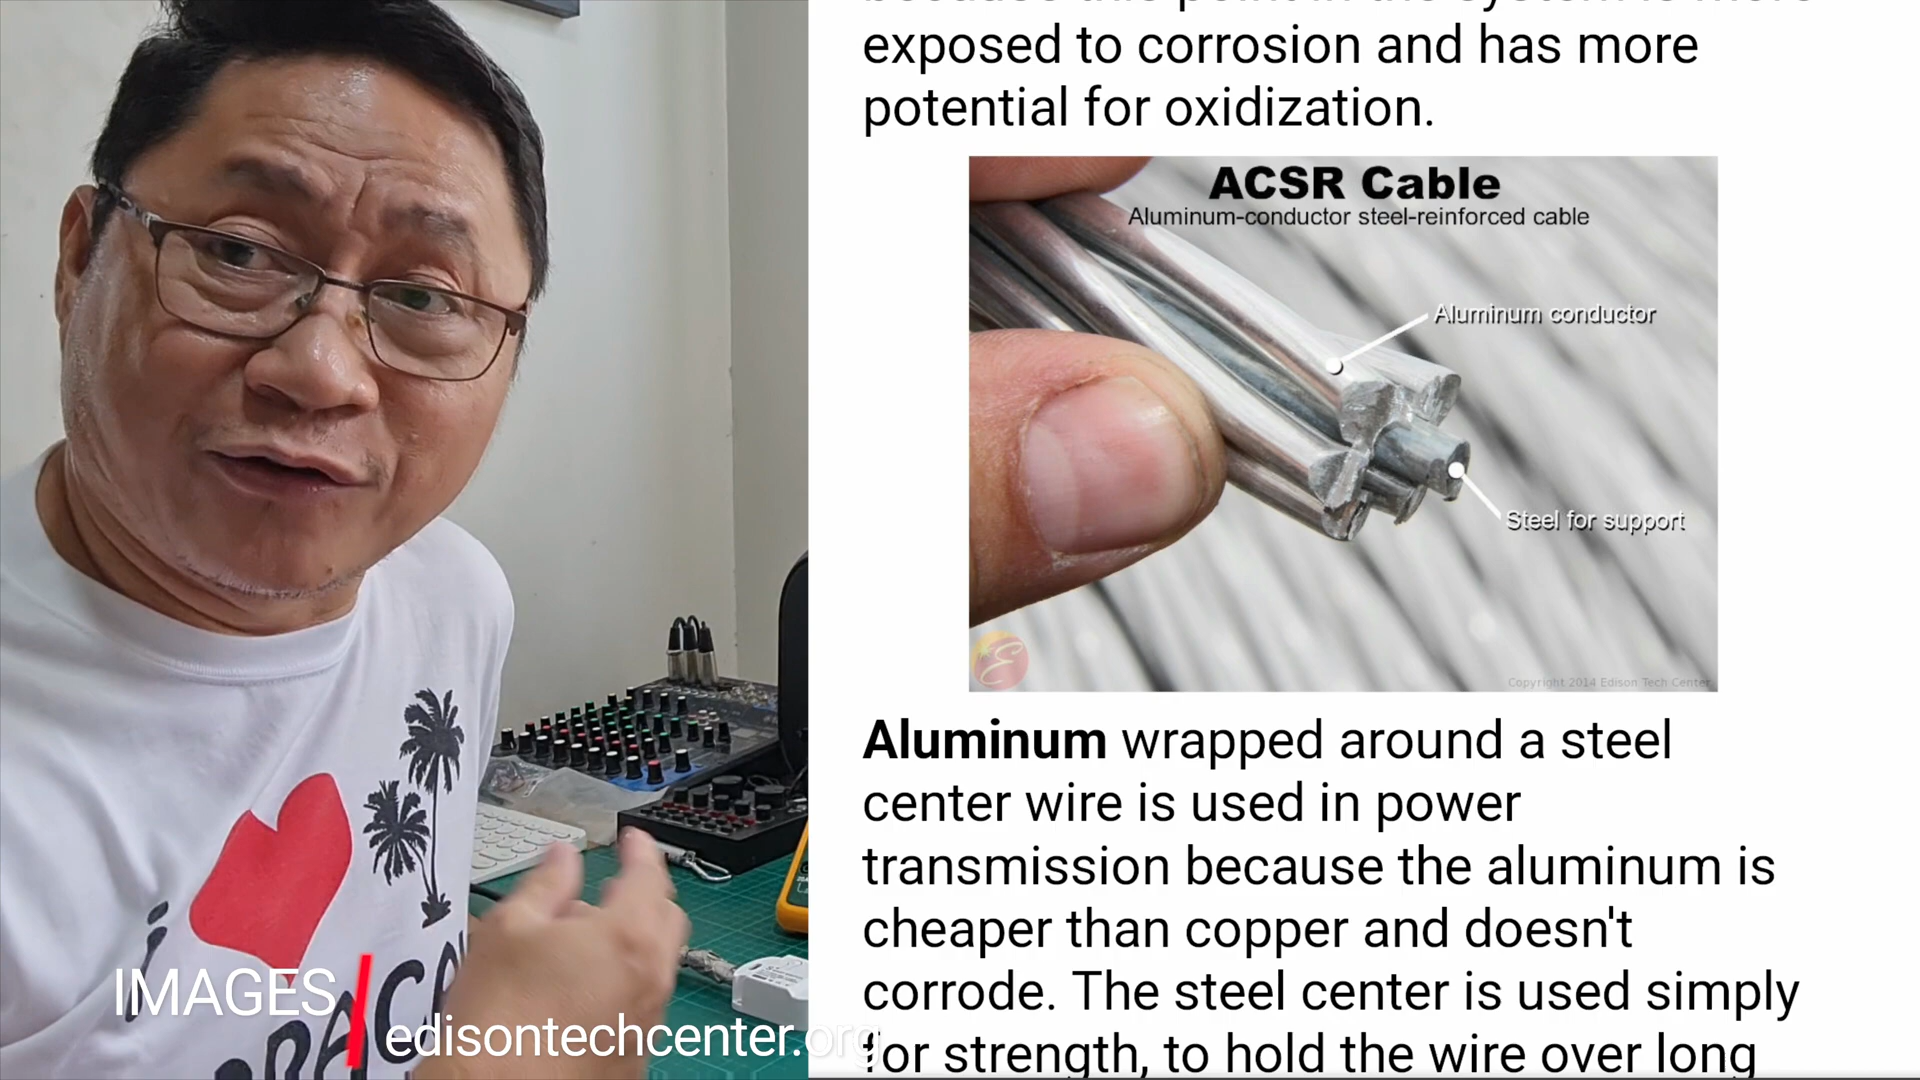 exposed to corrosion and has more
potential for oxidization.
ACSR Cable
Aluminum-conductor steel-reinforced cable
Aluminum conductor
Steel for support
Copyright 2014 Edison Tech Center
Aluminum wrapped around a steel
center wire is used in power
transmission because the aluminum is
cheaper than copper and doesn't
corrode. The steel center is used simply
for strength, to hold the wire over long
i
IMAGES
edisontechcenter.org